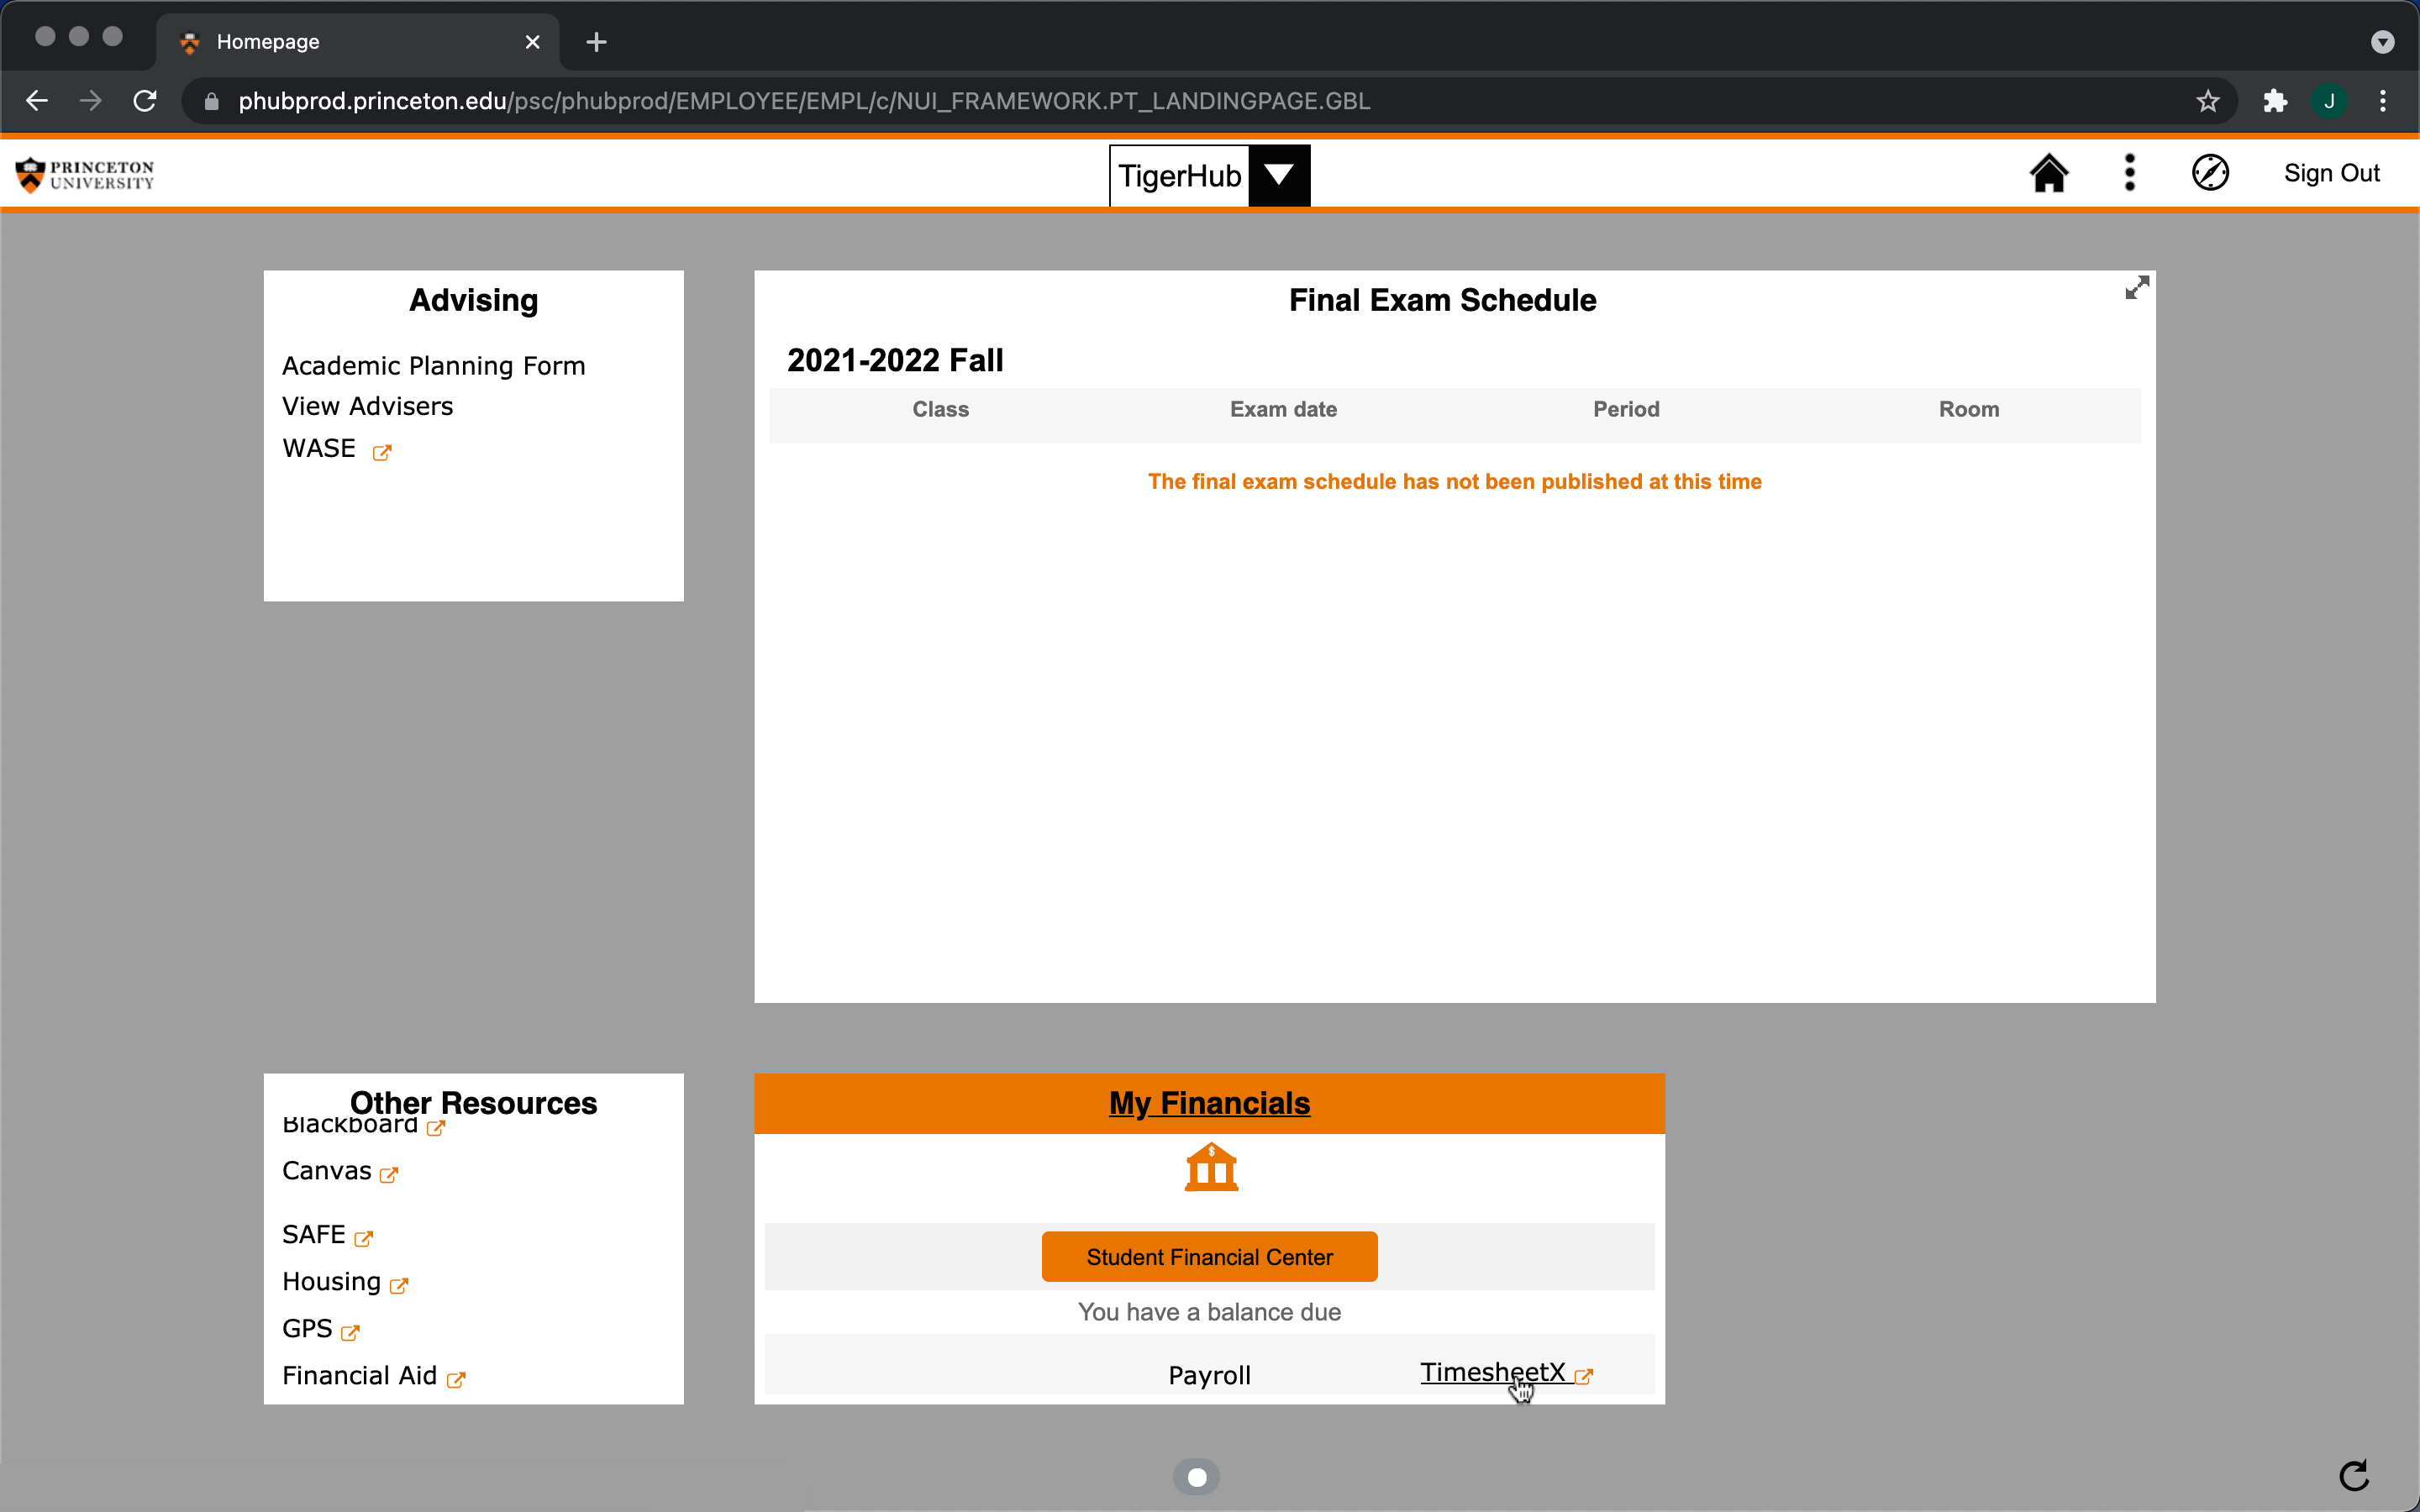 Homepage
phubprod.princeton.edu/psc/phubprod/EMPLOYEE/EMPL/c/NUI_FRAMEWORK.PT_LANDINGPAGE.GBL
J
PRINCETON
UNIVERSITY
TigerHub
Sign Out
Advising
Academic Planning Form
View Advisers
WASE
Final Exam Schedule
2021-2022 Fall
Class Exam date Period Room
The final exam schedule has not been published at this time
Other Resources
Blackboard
Canvas
SAFE
Housing
GPS
Financial Aid
My Financials
$
Student Financial Center
You have a balance due
Payroll TimesheetX